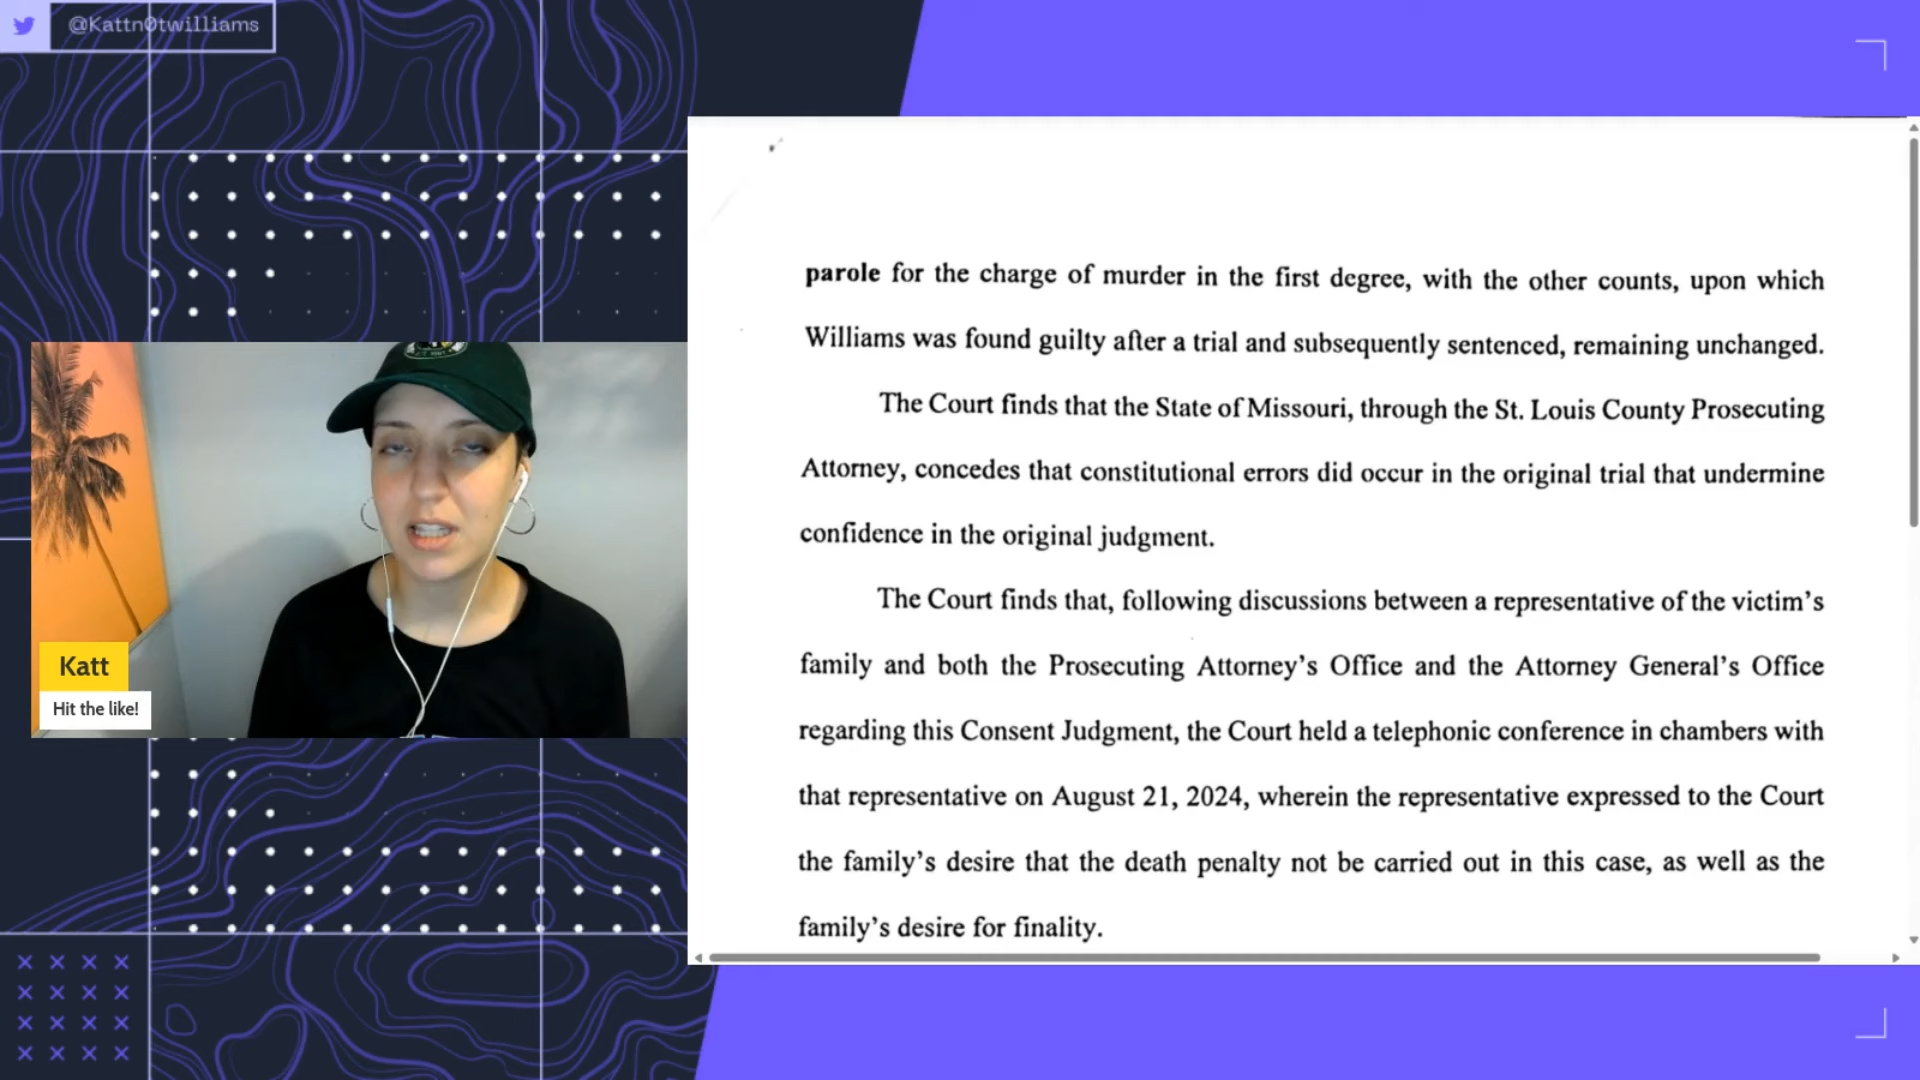 @Kattn0twilliams
parole for the charge of murder in the first degree, with the other counts, upon which
Williams was found guilty after a trial and subsequently sentenced, remaining unchanged.
The Court finds that the State of Missouri, through the St. Louis County Prosecuting
Attorney, concedes that constitutional errors did occur in the original trial that undermine
confidence in the original judgment.
The Court finds that, following discussions between a representative of the victim's
family and both the Prosecuting Attorney's Office and the Attorney General's Office
regarding this Consent Judgment, the Court held a telephonic conference in chambers with
that representative on August 21, 2024, wherein the representative expressed to the Court
the family's desire that the death penalty not be carried out in this case, as well as the
family's desire for finality.
Katt
Hit the like!